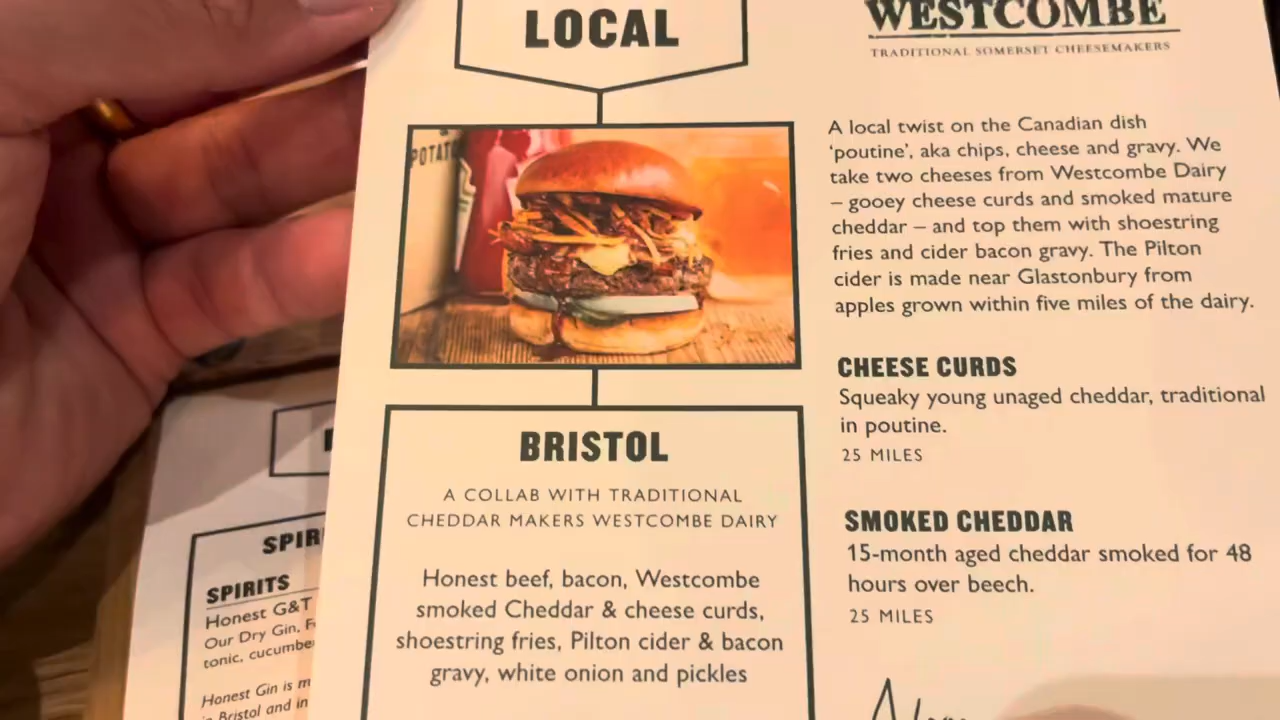 LOCAL
POTATO
BRISTOL
A COLLAB WITH TRADITIONAL
CHEDDAR MAKERS WESTCOMBE DAIRY
Honest beef, bacon, Westcombe
smoked Cheddar & cheese curds,
shoestring fries, Pilton cider & bacon
gravy, white onion and pickles
WESTCOMBE
TRADITIONAL SOMERSET CHEESEMAKERS
A local twist on the Canadian dish
‘poutine’, aka chips, cheese and gravy. We
take two cheeses from Westcombe Dairy
– gooey cheese curds and smoked mature
cheddar – and top them with shoestring
fries and cider bacon gravy. The Pilton
cider is made near Glastonbury from
apples grown within five miles of the dairy.
CHEESE CURDS
Squeaky young unaged cheddar, traditional
in poutine.
25 MILES
SMOKED CHEDDAR
15-month aged cheddar smoked for 48
hours over beech.
25 MILES
SPIRITS
Honest G&T
Our Dry Gin,
tonic,
Honest Gin is
Bristol and